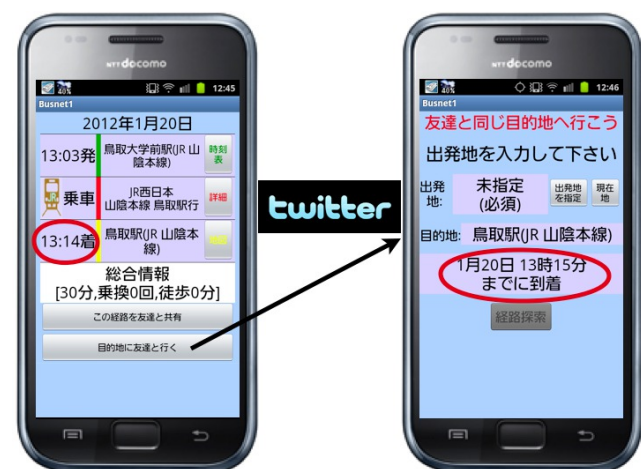 NTT docomo
12:45
Busnet1
2012年1月20日
13:03発
鳥取大学前駅(JR 山
陰本線)
時刻
表
JR
乗車
JR西日本
山陰本線 鳥取駅行
詳細
13:14着
鳥取駅(JR 山陰本
線)
総合情報
[30分,乗換0回,徒歩0分]
この経路を友達と共有
目的地に友達と行く
twitter
NTT docomo
12:46
Busnet1
友達と同じ目的地へ行こう
出発地を入力して下さい
出発
地:
未指定
(必須)
出発地
を指定
現在
地
目的地:
鳥取駅(JR 山陰本線)
1月20日 13時15分
までに到着
経路探索